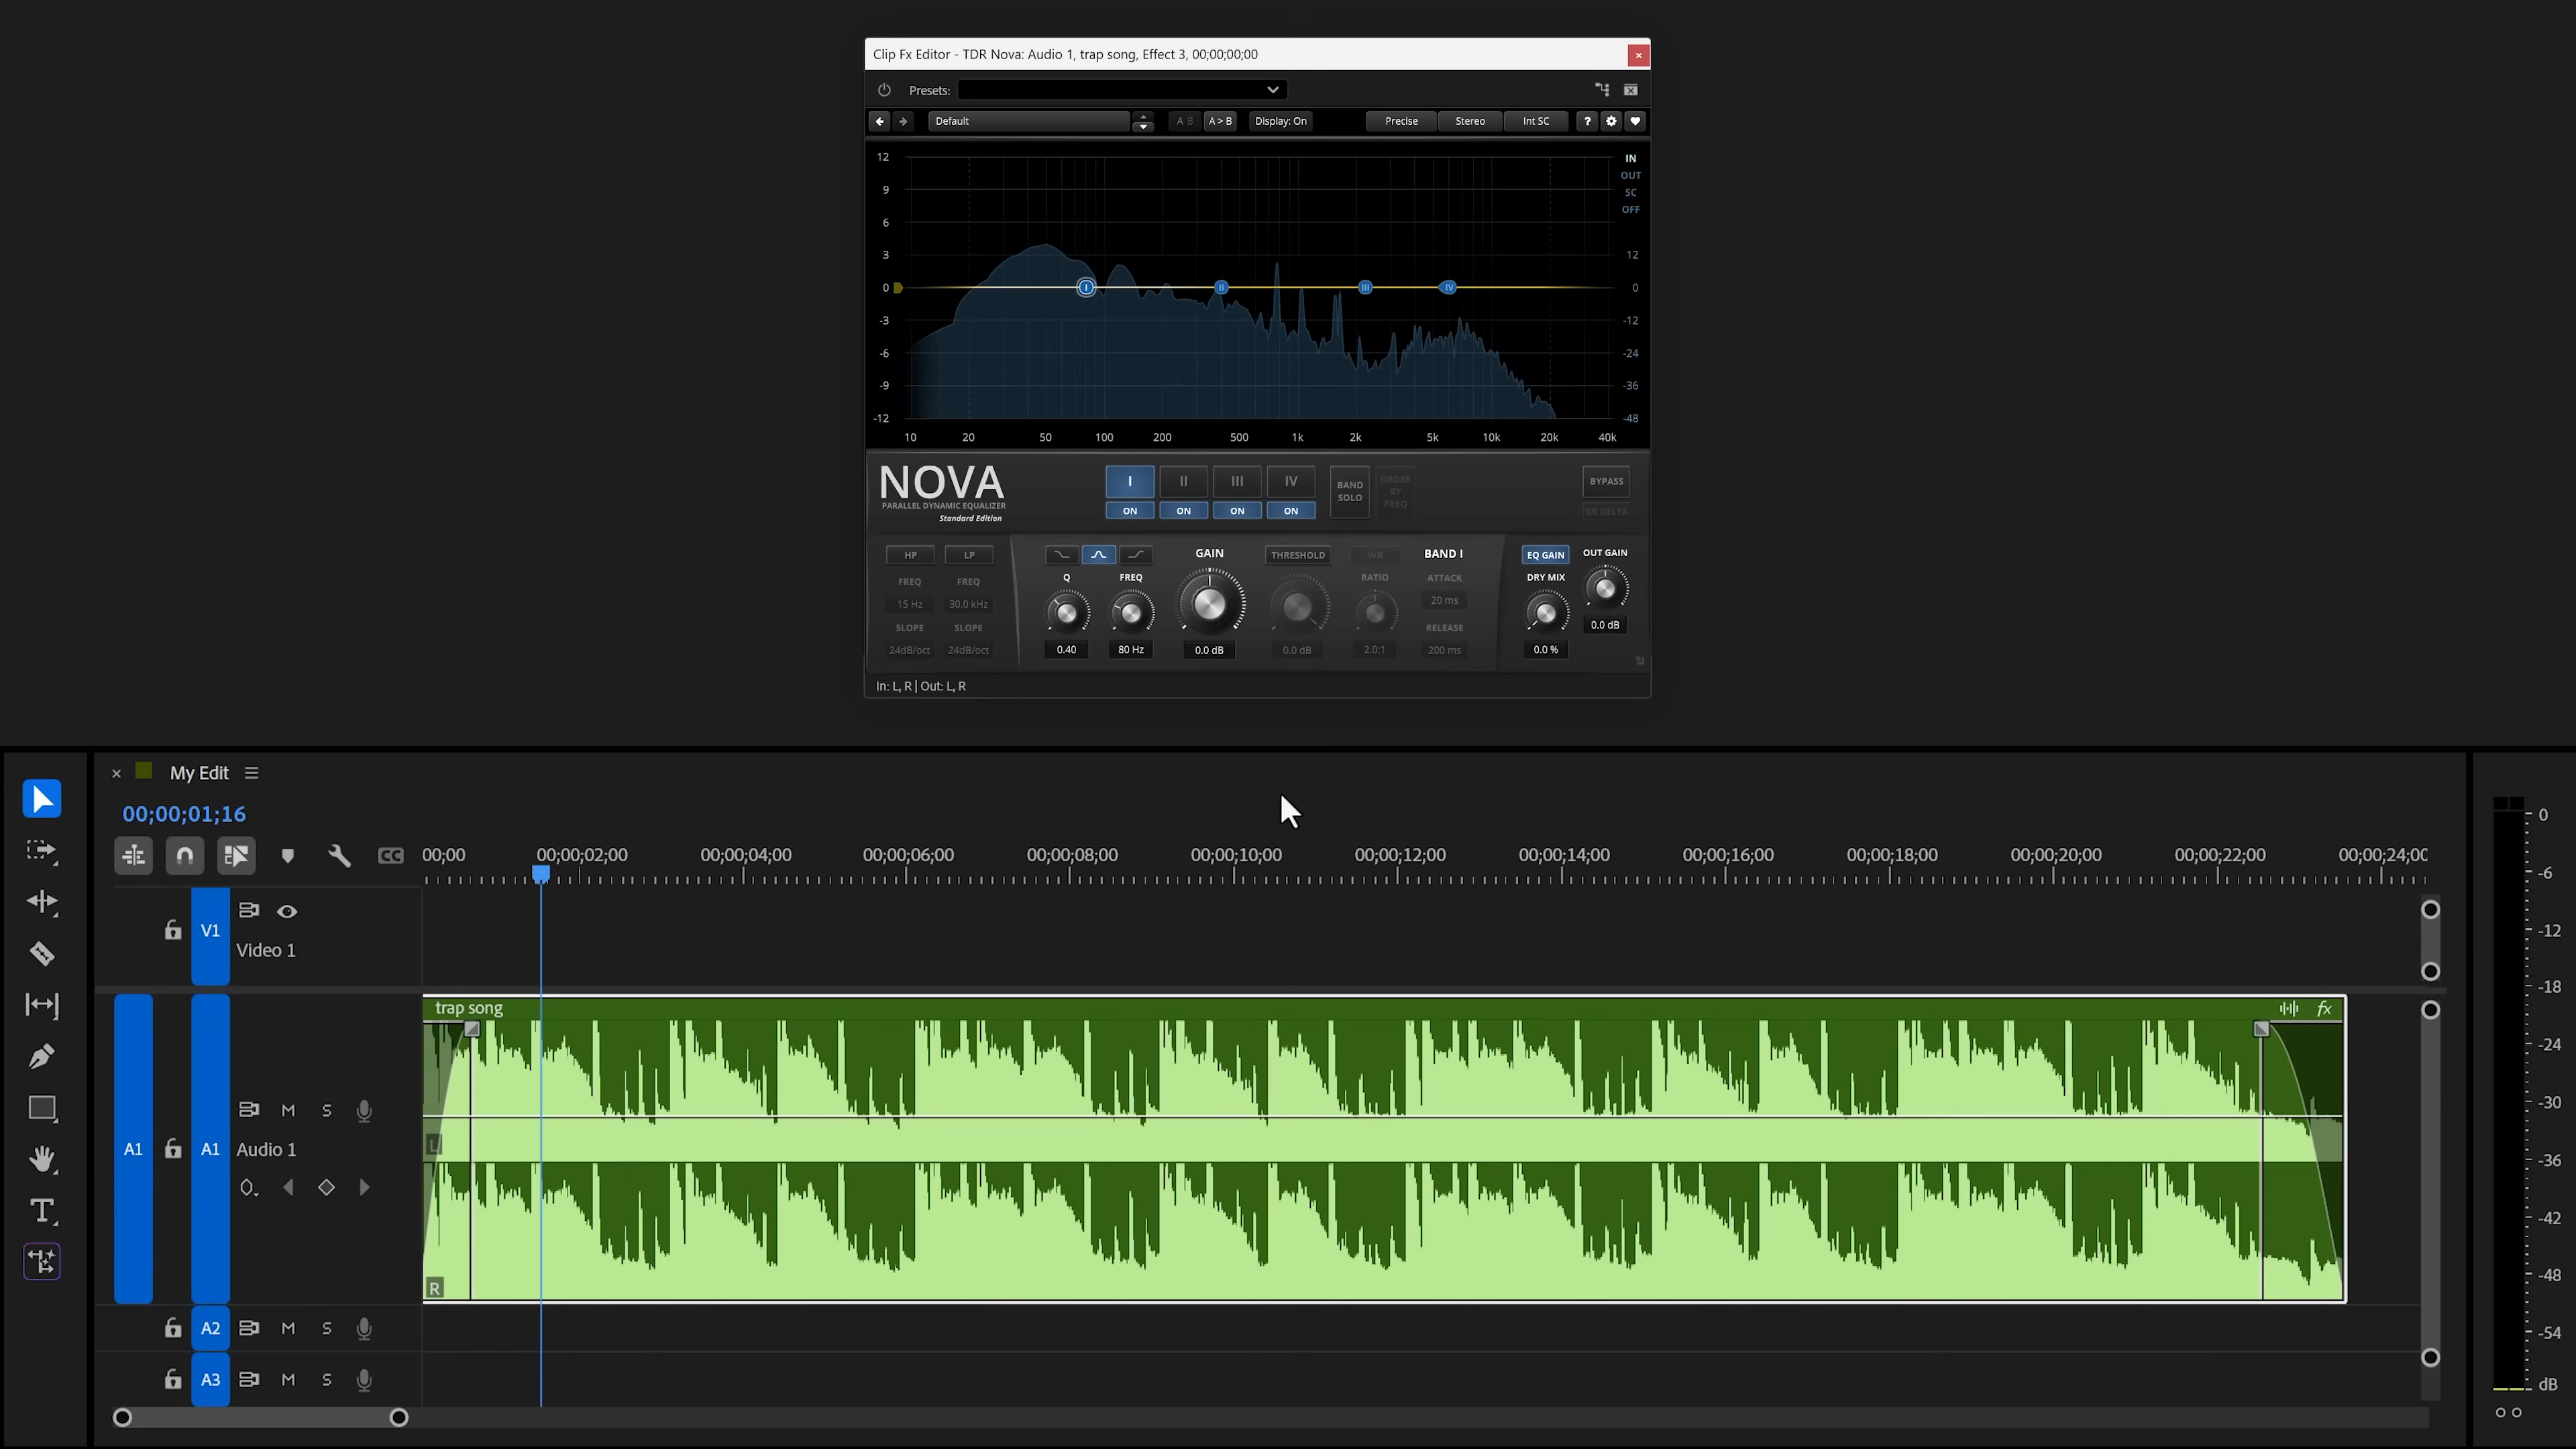 Clip Fx Editor - TDR Nova: Audio 1, trap song, Effect 3, 00;00;00;00
Presets:
Default
A B
A > B
Display: On
Precise
Stereo
Int SC
?
12 IN
9 OUT
SC
6 OFF
3 12
0 I II III IV 0
-3 -12
-6 -24
-9 -36
-12 -48
10 20 50 100 200 500 1k 2k 5k 10k 20k 40k
NOVA
PARALLEL DYNAMIC EQUALIZER
Standard Edition
I II III IV
ON ON ON ON
BAND SOLO
ORDER BY FREQ
BYPASS
GR DELTA
HP LP
FREQ FREQ
15 Hz 30.0 kHz
SLOPE SLOPE
24dB/oct 24dB/oct
Q FREQ
0.40 80 Hz
GAIN
0.0 dB
THRESHOLD
0.0 dB
WB
RATIO
2.0:1
BAND I
ATTACK
20 ms
RELEASE
200 ms
EQ GAIN
DRY MIX
0.0 %
OUT GAIN
0.0 dB
In: L, R | Out: L, R
My Edit
00;00;01;16
CC
00;00 00;00;02;00 00;00;04;00 00;00;06;00 00;00;08;00 00;00;10;00 00;00;12;00 00;00;14;00 00;00;16;00 00;00;18;00 00;00;20;00 00;00;22;00 00;00;24;00
V1
Video 1
trap song
fx
M S
A1 A1 Audio 1
L
R
A2 M S
A3 M S
T
0
-6
-12
-18
-24
-30
-36
-42
-48
-54
dB